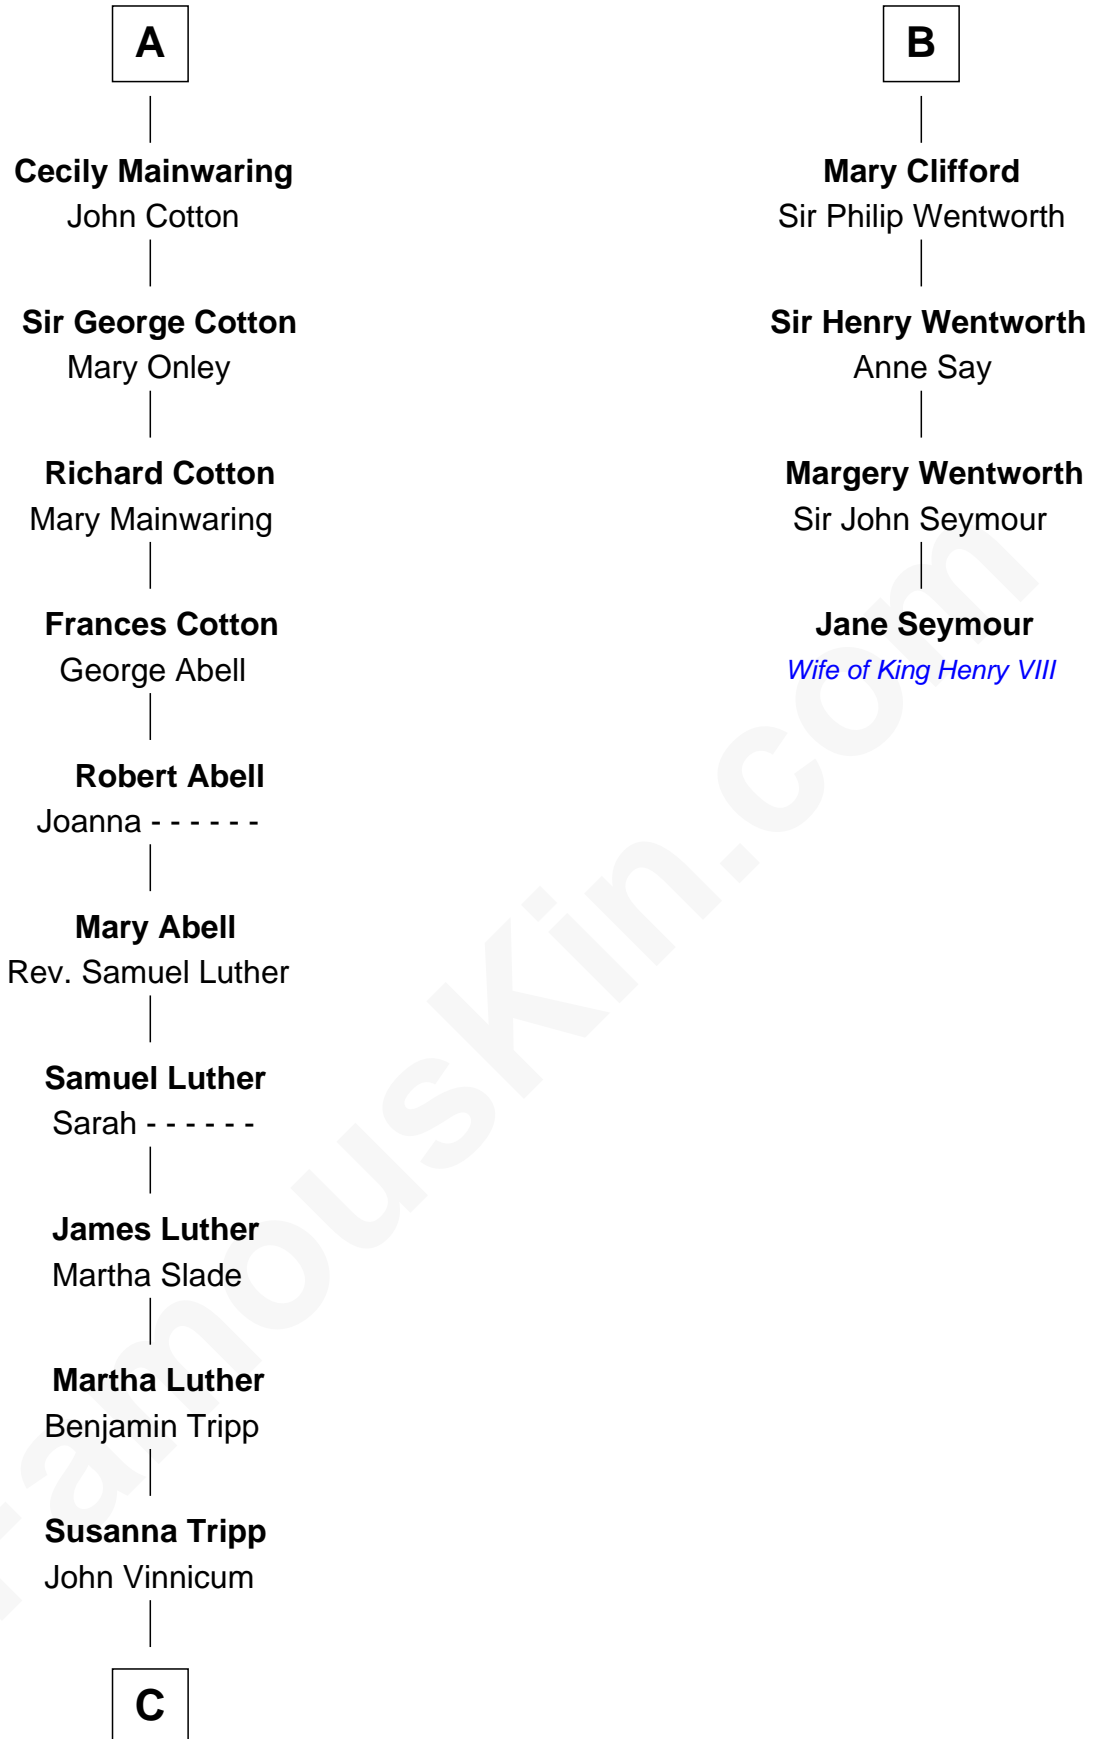 A
Cecily Mainwaring
John Cotton
Sir George Cotton
Mary Onley
Richard Cotton
Mary Mainwaring
Frances Cotton
George Abell
Robert Abell
Joanna - - - - - -
Mary Abell
Rev. Samuel Luther
Samuel Luther
Sarah - - - - - -
James Luther
Martha Slade
Martha Luther
Benjamin Tripp
Susanna Tripp
John Vinnicum
C
B
Mary Clifford
Sir Philip Wentworth
Sir Henry Wentworth
Anne Say
Margery Wentworth
Sir John Seymour
Jane Seymour
Wife of King Henry VIII
FamousKin.com